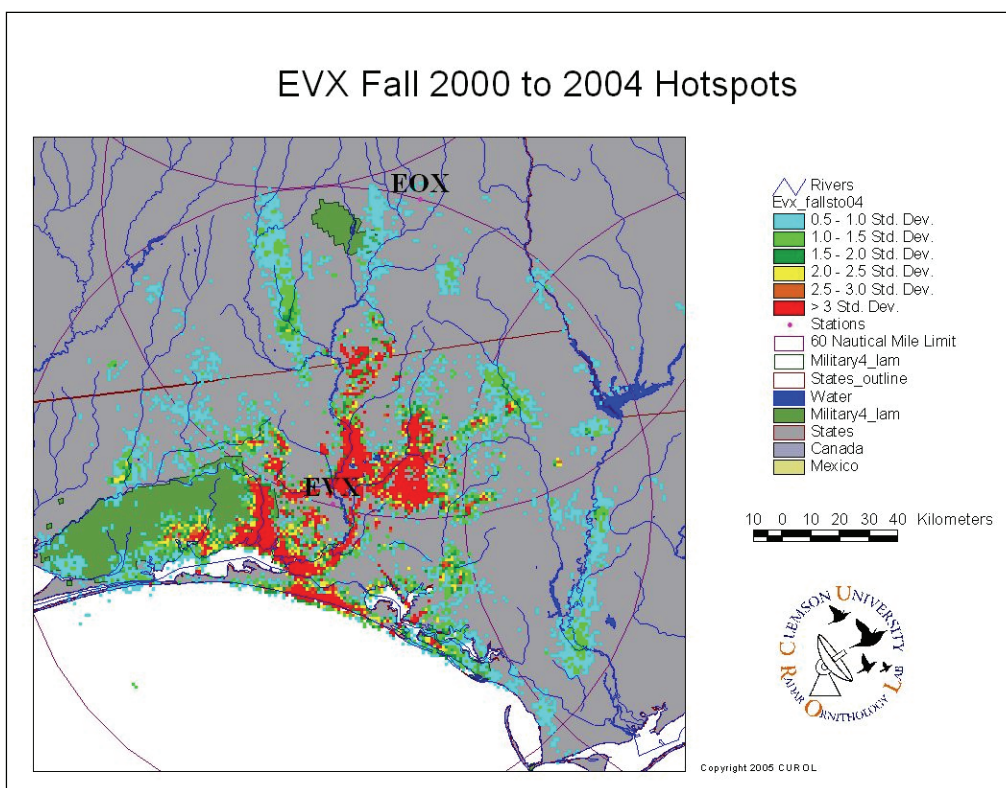 EVX Fall 2000 to 2004 Hotspots
EOX
EVX
Rivers
Evx_fallsto04
0.5 - 1.0 Std. Dev.
1.0 - 1.5 Std. Dev.
1.5 - 2.0 Std. Dev.
2.0 - 2.5 Std. Dev.
2.5 - 3.0 Std. Dev.
> 3 Std. Dev.
Stations
60 Nautical Mile Limit
Military4_lam
States_outline
Water
Military4_lam
States
Canada
Mexico
10 0 10 20 30 40 Kilometers
CLEMSON UNIVERSITY
RADAR ORNITHOLOGY LAB
Copyright 2005 CUROL